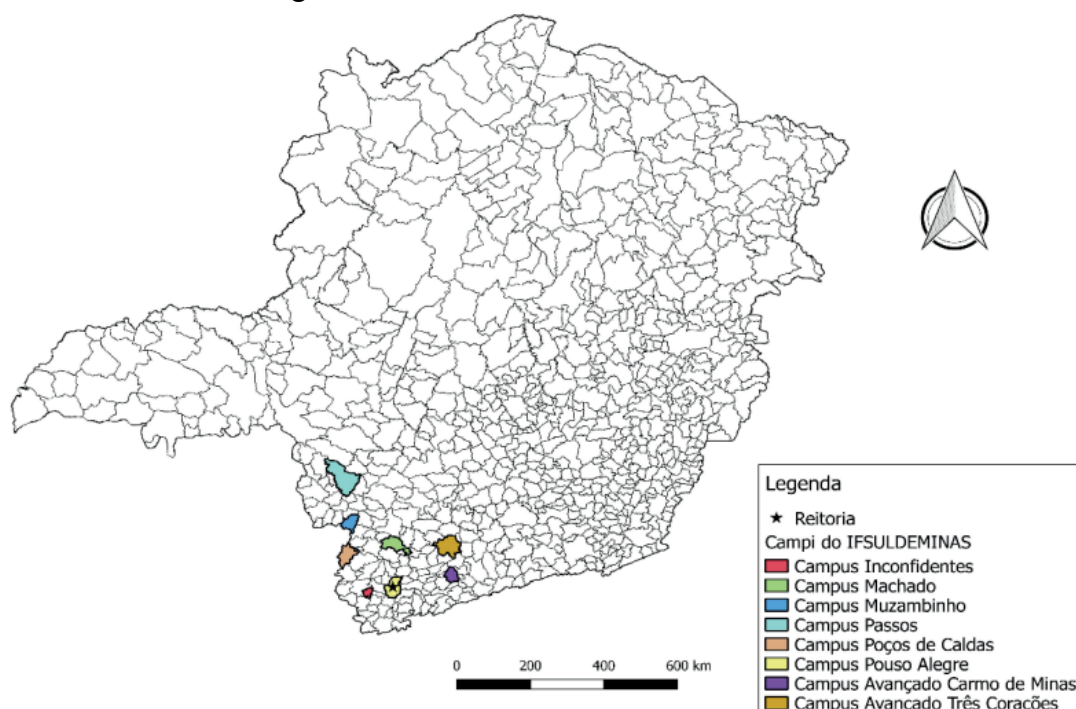 Legenda
Reitoria
Campi do IFSULDEMINAS
Campus Inconfidentes
Campus Machado
Campus Muzambinho
Campus Passos
Campus Poços de Caldas
Campus Pouso Alegre
Campus Avançado Carmo de Minas
Campus Avançado Três Corações
0 200 400 600 km